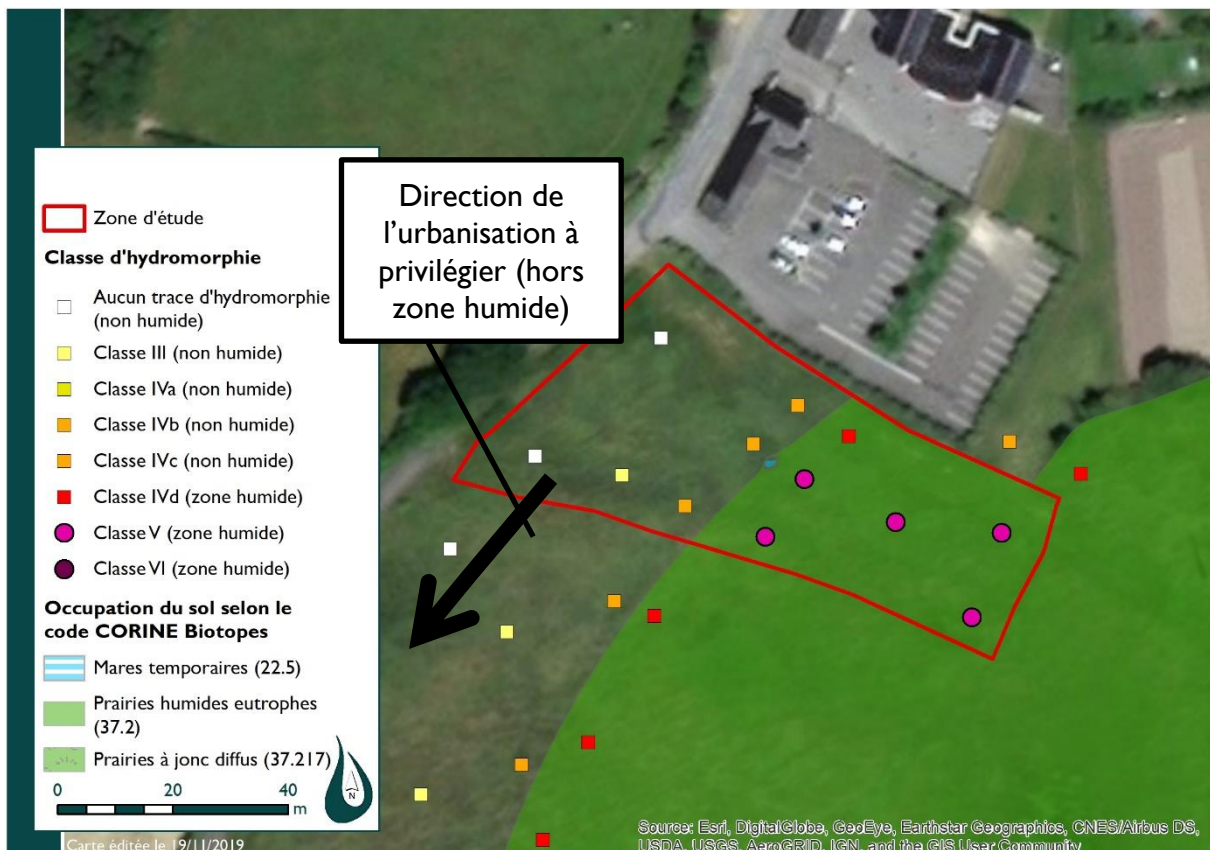 Zone d'étude
Classe d'hydromorphie
Aucun trace d'hydromorphie
(non humide)
Classe III (non humide)
Classe IVa (non humide)
Classe IVb (non humide)
Classe IVc (non humide)
Classe IVd (zone humide)
Classe V (zone humide)
Classe VI (zone humide)
Occupation du sol selon le
code CORINE Biotopes
Mares temporaires (22.5)
Prairies humides eutrophes
(37.2)
Prairies à jonc diffus (37.217)
0 20 40
m
N
Carte éditée le 19/11/2019
Direction de
l'urbanisation à
privilégier (hors
zone humide)
Source: Esri, DigitalGlobe, GeoEye, Earthstar Geographics, CNES/Airbus DS,
USDA, USGS, AeroGRID, IGN, and the GIS User Community